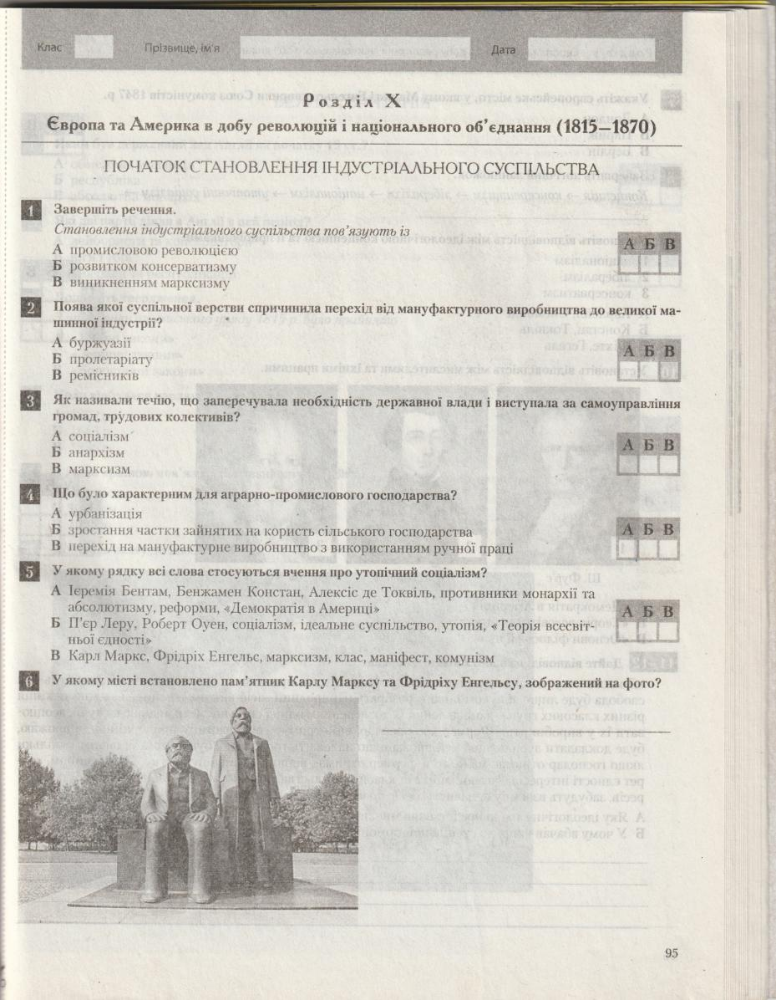 Клас Прізвище, ім'я Дата
Розділ X
Європа та Америка в добу революцій і національного об'єднання (1815—1870)
ПОЧАТОК СТАНОВЛЕННЯ ІНДУСТРІАЛЬНОГО СУСПІЛЬСТВА
1 Завершіть речення.
Становлення індустріального суспільства пов'язують із
А промисловою революцією
Б розвитком консерватизму
В виникненням марксизму
А Б В
2 Поява якої суспільної верстви спричинила перехід від мануфактурного виробництва до великої ма-
шинної індустрії?
А буржуазії
Б пролетаріату
В ремісників
А Б В
3 Як називали течію, що заперечувала необхідність державної влади і виступала за самоуправління
громад, трудових колективів?
А соціалізм
Б анархізм
В марксизм
А Б В
4 Що було характерним для аграрно-промислового господарства?
А урбанізація
Б зростання частки зайнятих на користь сільського господарства
В перехід на мануфактурне виробництво з використанням ручної праці
А Б В
5 У якому рядку всі слова стосуються вчення про утопічний соціалізм?
А Ієремія Бентам, Бенжамен Констан, Алексіс де Токвіль, противники монархії та
абсолютизму, реформи, «Демократія в Америці»
Б П'єр Леру, Роберт Оуен, соціалізм, ідеальне суспільство, утопія, «Теорія всесвіт-
ньої єдності»
В Карл Маркс, Фрідріх Енгельс, марксизм, клас, маніфест, комунізм
А Б В
6 У якому місті встановлено пам'ятник Карлу Марксу та Фрідріху Енгельсу, зображений на фото?
95